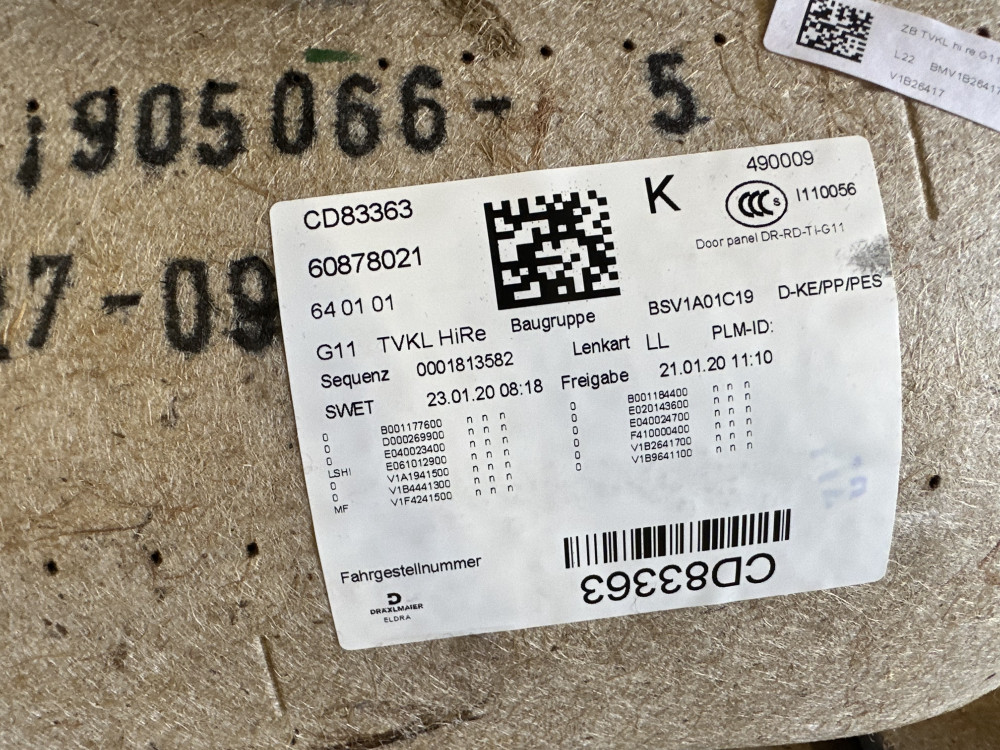 ZB TVKL hi re G11
L22 BMV1B26417
V1B26417
905066- 5
7-09
CD83363
60878021
64 01 01
K
490009
CCC S
I110056
Door panel DR-RD-Ti-G11
G11 TVKL HiRe Baugruppe BSV1A01C19 D-KE/PP/PES
Sequenz 0001813582 Lenkart LL PLM-ID:
SWET 23.01.20 08:18 Freigabe 21.01.20 11:10
0 B001177600 n n n 0 B001184400 n n n
0 D000269900 n n n 0 E020143600 n n n
0 E040023400 n n n 0 E040024700 n n n
LSHI E061012900 n n n 0 F410000400 n n n
0 V1A1941500 n n n 0 V1B2641700 n n n
0 V1B4441300 n n n 0 V1B9641100 n n n
MF V1F4241500 n n n
Fahrgestellnummer
CD83363
DRÄXLMAIER
ELDRA